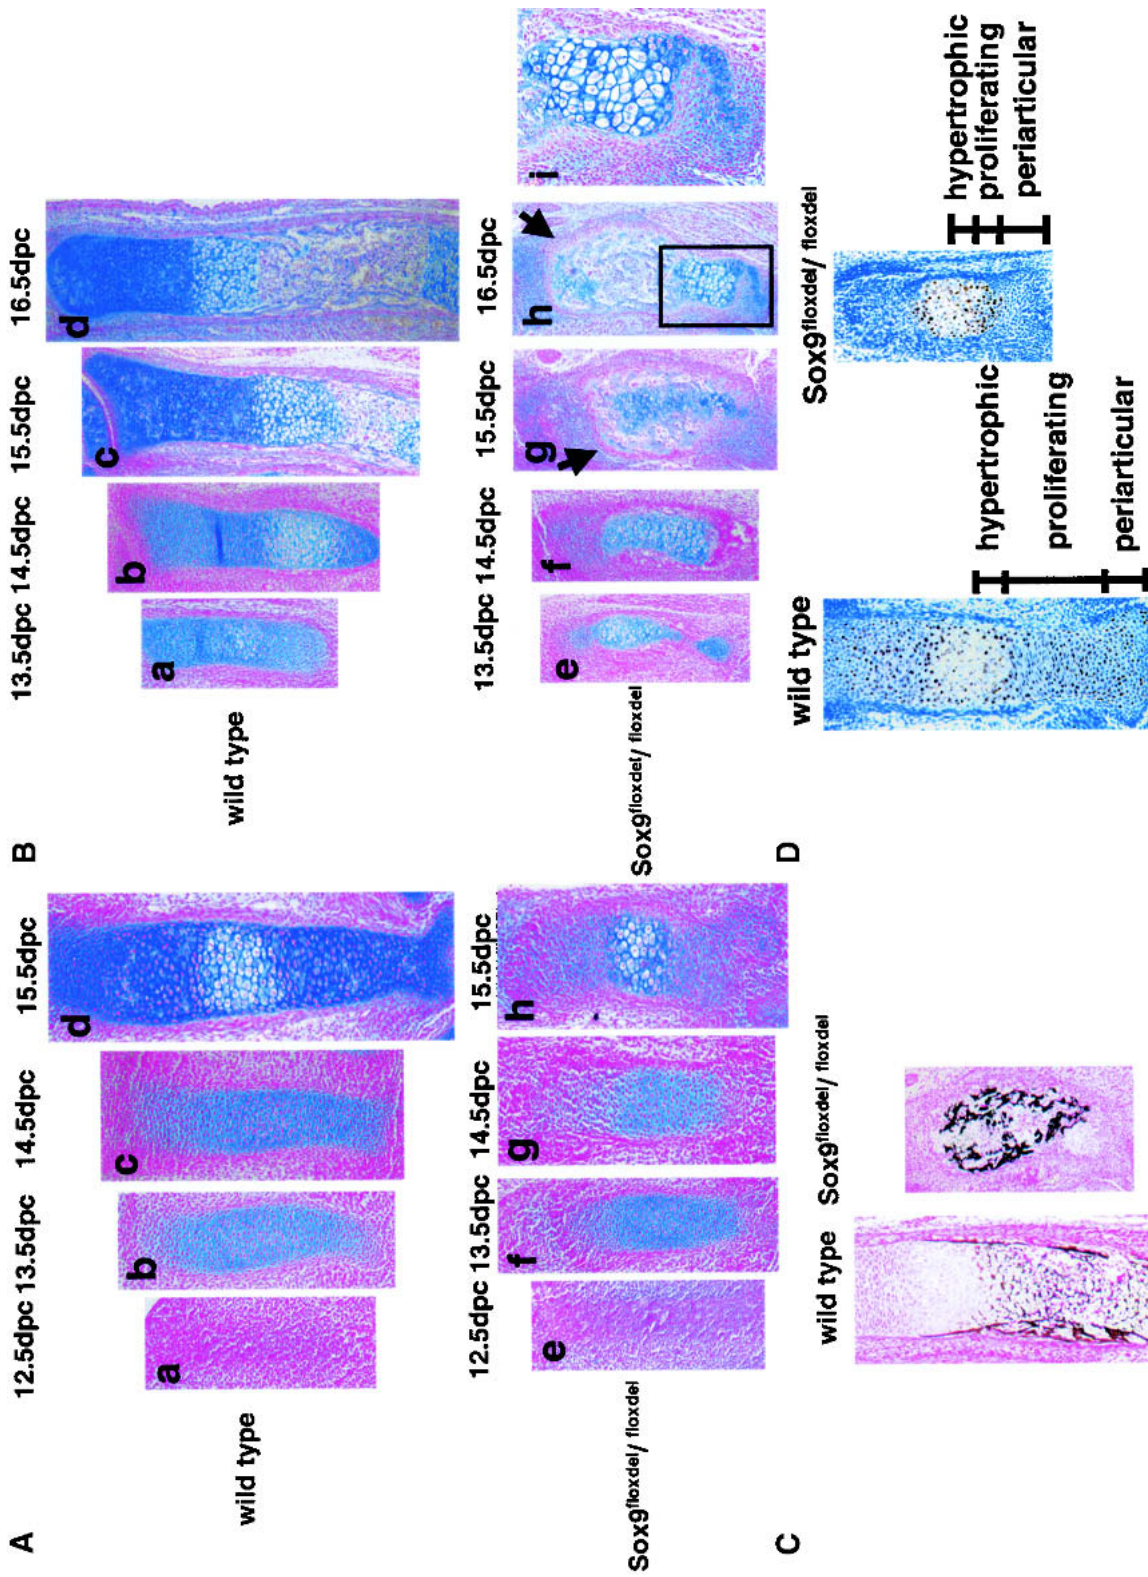 A
12.5dpc 13.5dpc 14.5dpc 15.5dpc
wild type
a
b
c
d
12.5dpc 13.5dpc 14.5dpc 15.5dpc
Sox9floxdel/ floxdel
e
f
g
h
B
13.5dpc 14.5dpc 15.5dpc 16.5dpc
wild type
a
b
c
d
13.5dpc 14.5dpc 15.5dpc 16.5dpc
Sox9floxdel/ floxdel
e
f
g
h
i
C
wild type Sox9floxdel/ floxdel
D
wild type
hypertrophic
proliferating
periarticular
Sox9floxdel/ floxdel
hypertrophic
proliferating
periarticular